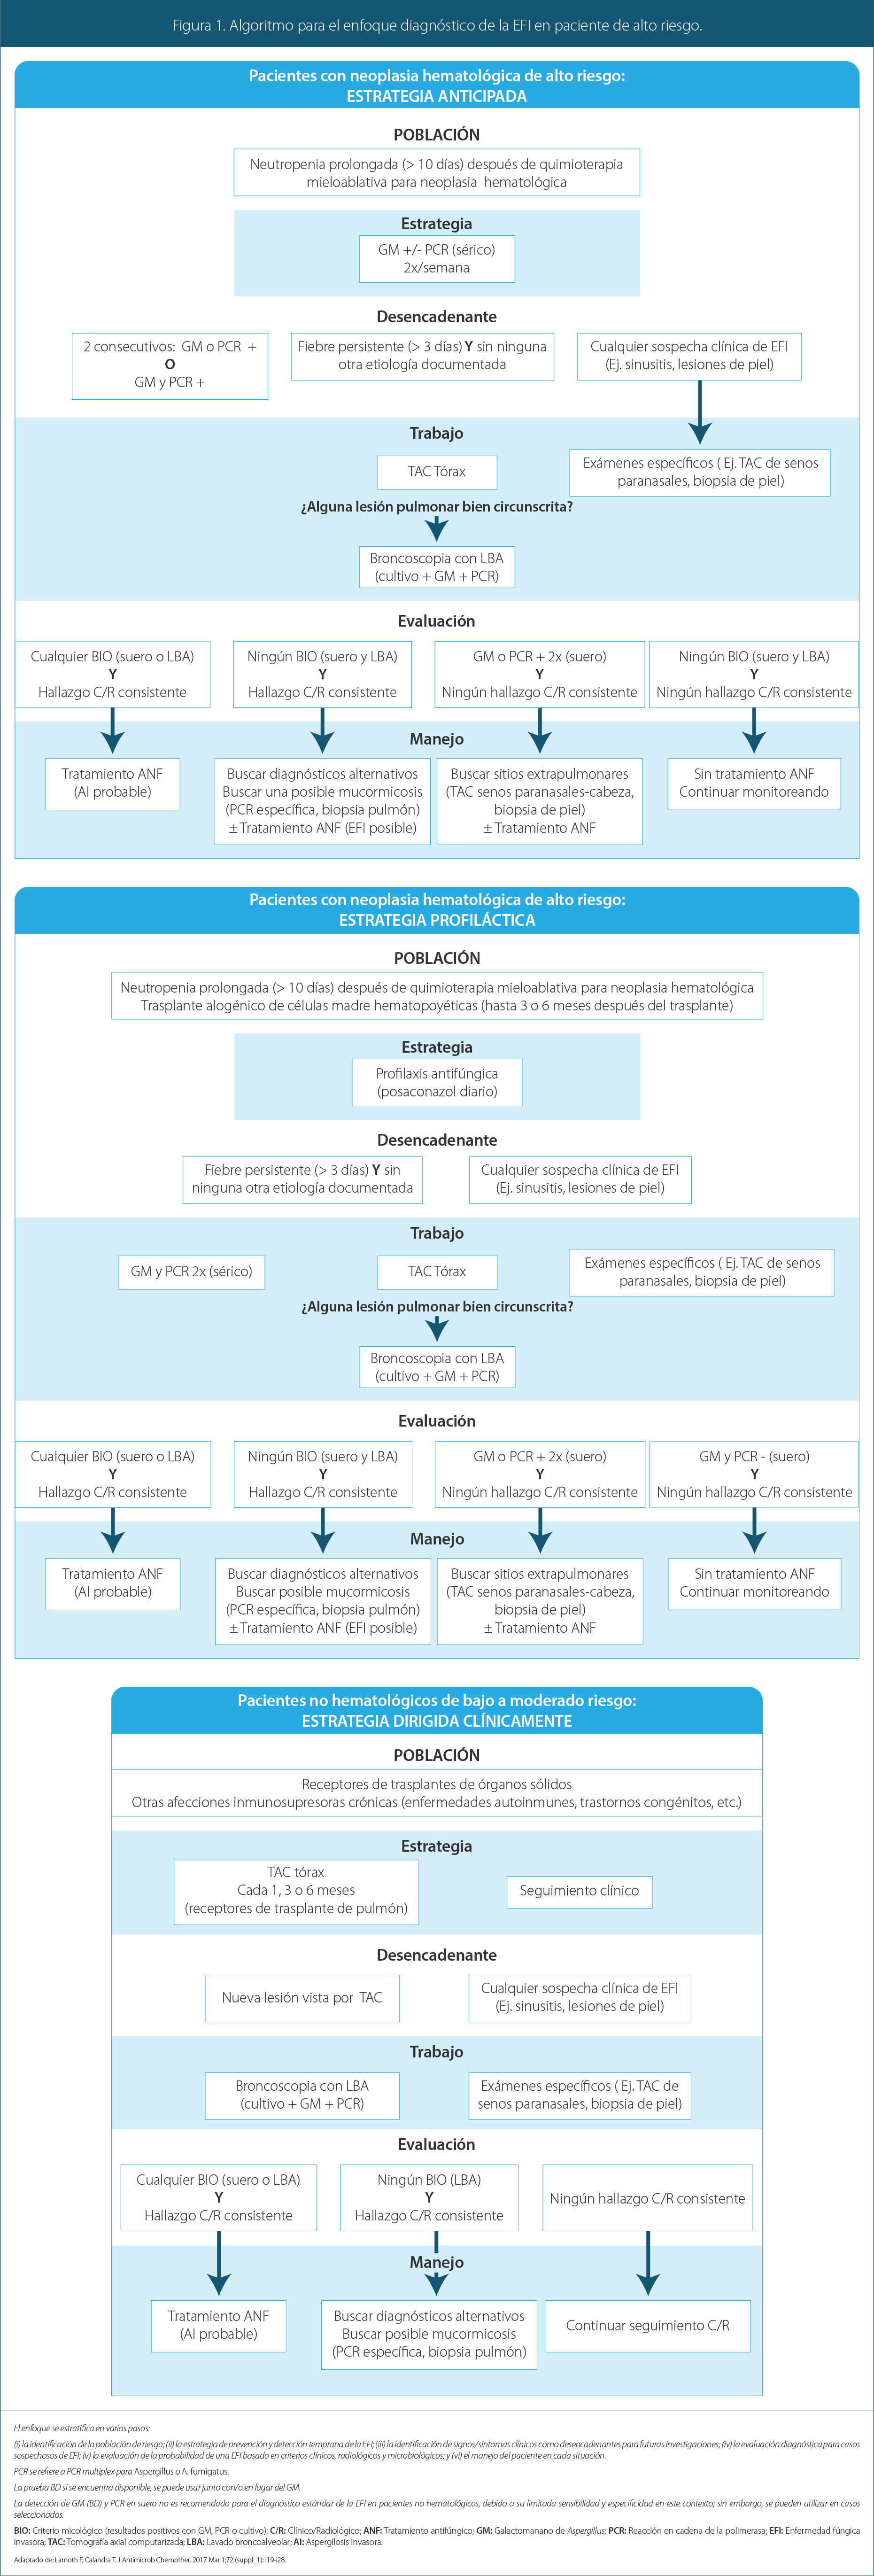 Figura 1. Algoritmo para el enfoque diagnóstico de la EFI en paciente de alto riesgo.
Pacientes con neoplasia hematológica de alto riesgo:
ESTRATEGIA ANTICIPADA
POBLACIÓN
Neutropenia prolongada (> 10 días) después de quimioterapia
mieloablativa para neoplasia hematológica
Estrategia
GM +/- PCR (sérico)
2x/semana
Desencadenante
2 consecutivos: GM o PCR +
O
GM y PCR +
Fiebre persistente (> 3 días) Y sin ninguna
otra etiología documentada
Cualquier sospecha clínica de EFI
(Ej. sinusitis, lesiones de piel)
Trabajo
TAC Tórax
Exámenes específicos ( Ej. TAC de senos
paranasales, biopsia de piel)
¿Alguna lesión pulmonar bien circunscrita?
Broncoscopia con LBA
(cultivo + GM + PCR)
Evaluación
Cualquier BIO (suero o LBA)
Y
Hallazgo C/R consistente
Ningún BIO (suero y LBA)
Y
Hallazgo C/R consistente
GM o PCR + 2x (suero)
Y
Ningún hallazgo C/R consistente
Ningún BIO (suero y LBA)
Y
Ningún hallazgo C/R consistente
Manejo
Tratamiento ANF
(AI probable)
Buscar diagnósticos alternativos
Buscar una posible mucormicosis
(PCR específica, biopsia pulmón)
± Tratamiento ANF (EFI posible)
Buscar sitios extrapulmonares
(TAC senos paranasales-cabeza,
biopsia de piel)
± Tratamiento ANF
Sin tratamiento ANF
Continuar monitoreando
Pacientes con neoplasia hematológica de alto riesgo:
ESTRATEGIA PROFILÁCTICA
POBLACIÓN
Neutropenia prolongada (> 10 días) después de quimioterapia mieloablativa para neoplasia hematológica
Trasplante alogénico de células madre hematopoyéticas (hasta 3 o 6 meses después del trasplante)
Estrategia
Profilaxis antifúngica
(posaconazol diario)
Desencadenante
Fiebre persistente (> 3 días) Y sin
ninguna otra etiología documentada
Cualquier sospecha clínica de EFI
(Ej. sinusitis, lesiones de piel)
Trabajo
GM y PCR 2x (sérico)
TAC Tórax
Exámenes específicos ( Ej. TAC de senos
paranasales, biopsia de piel)
¿Alguna lesión pulmonar bien circunscrita?
Broncoscopia con LBA
(cultivo + GM + PCR)
Evaluación
Cualquier BIO (suero o LBA)
Y
Hallazgo C/R consistente
Ningún BIO (suero y LBA)
Y
Hallazgo C/R consistente
GM o PCR + 2x (suero)
Y
Ningún hallazgo C/R consistente
GM y PCR - (suero)
Y
Ningún hallazgo C/R consistente
Manejo
Tratamiento ANF
(AI probable)
Buscar diagnósticos alternativos
Buscar posible mucormicosis
(PCR específica, biopsia pulmón)
± Tratamiento ANF (EFI posible)
Buscar sitios extrapulmonares
(TAC senos paranasales-cabeza,
biopsia de piel)
± Tratamiento ANF
Sin tratamiento ANF
Continuar monitoreando
Pacientes no hematológicos de bajo a moderado riesgo:
ESTRATEGIA DIRIGIDA CLÍNICAMENTE
POBLACIÓN
Receptores de trasplantes de órganos sólidos
Otras afecciones inmunosupresoras crónicas (enfermedades autoinmunes, trastornos congénitos, etc.)
Estrategia
TAC tórax
Cada 1, 3 o 6 meses
(receptores de trasplante de pulmón)
Seguimiento clínico
Desencadenante
Nueva lesión vista por TAC
Cualquier sospecha clínica de EFI
(Ej. sinusitis, lesiones de piel)
Trabajo
Broncoscopia con LBA
(cultivo + GM + PCR)
Exámenes específicos ( Ej. TAC de
senos paranasales, biopsia de piel)
Evaluación
Cualquier BIO (suero o LBA)
Y
Hallazgo C/R consistente
Ningún BIO (LBA)
Y
Hallazgo C/R consistente
Ningún hallazgo C/R consistente
Manejo
Tratamiento ANF
(AI probable)
Buscar diagnósticos alternativos
Buscar posible mucormicosis
(PCR específica, biopsia pulmón)
Continuar seguimiento C/R
El enfoque se estratifica en varios pasos:
(i) la identificación de la población de riesgo; (ii) la estrategia de prevención y detección temprana de la EFI; (iii) la identificación de signos/síntomas clínicos como desencadenantes para futuras investigaciones; (iv) la evaluación diagnóstica para casos
sospechosos de EFI; (v) la evaluación de la probabilidad de una EFI basado en criterios clínicos, radiológicos y microbiológicos; y (vi) el manejo del paciente en cada situación.
PCR se refiere a PCR multiplex para Aspergillus o A. fumigatus.
La prueba BD si se encuentra disponible, se puede usar junto con/o en lugar del GM.
La detección de GM (BD) y PCR en suero no es recomendado para el diagnóstico estándar de la EFI en pacientes no hematológicos, debido a su limitada sensibilidad y especificidad en este contexto; sin embargo, se pueden utilizar en casos
seleccionados.
BIO: Criterio micológico (resultados positivos con GM, PCR o cultivo); C/R: Clínico/Radiológico; ANF: Tratamiento antifúngico; GM: Galactomanano de Aspergillus; PCR: Reacción en cadena de la polimerasa; EFI: Enfermedad fúngica
invasora; TAC: Tomografía axial computarizada; LBA: Lavado broncoalveolar; AI: Aspergilosis invasora.
Adaptado de: Lamoth F, Calandra T. J Antimicrob Chemother. 2017 Mar 1;72 (suppl_1): i19-i28.